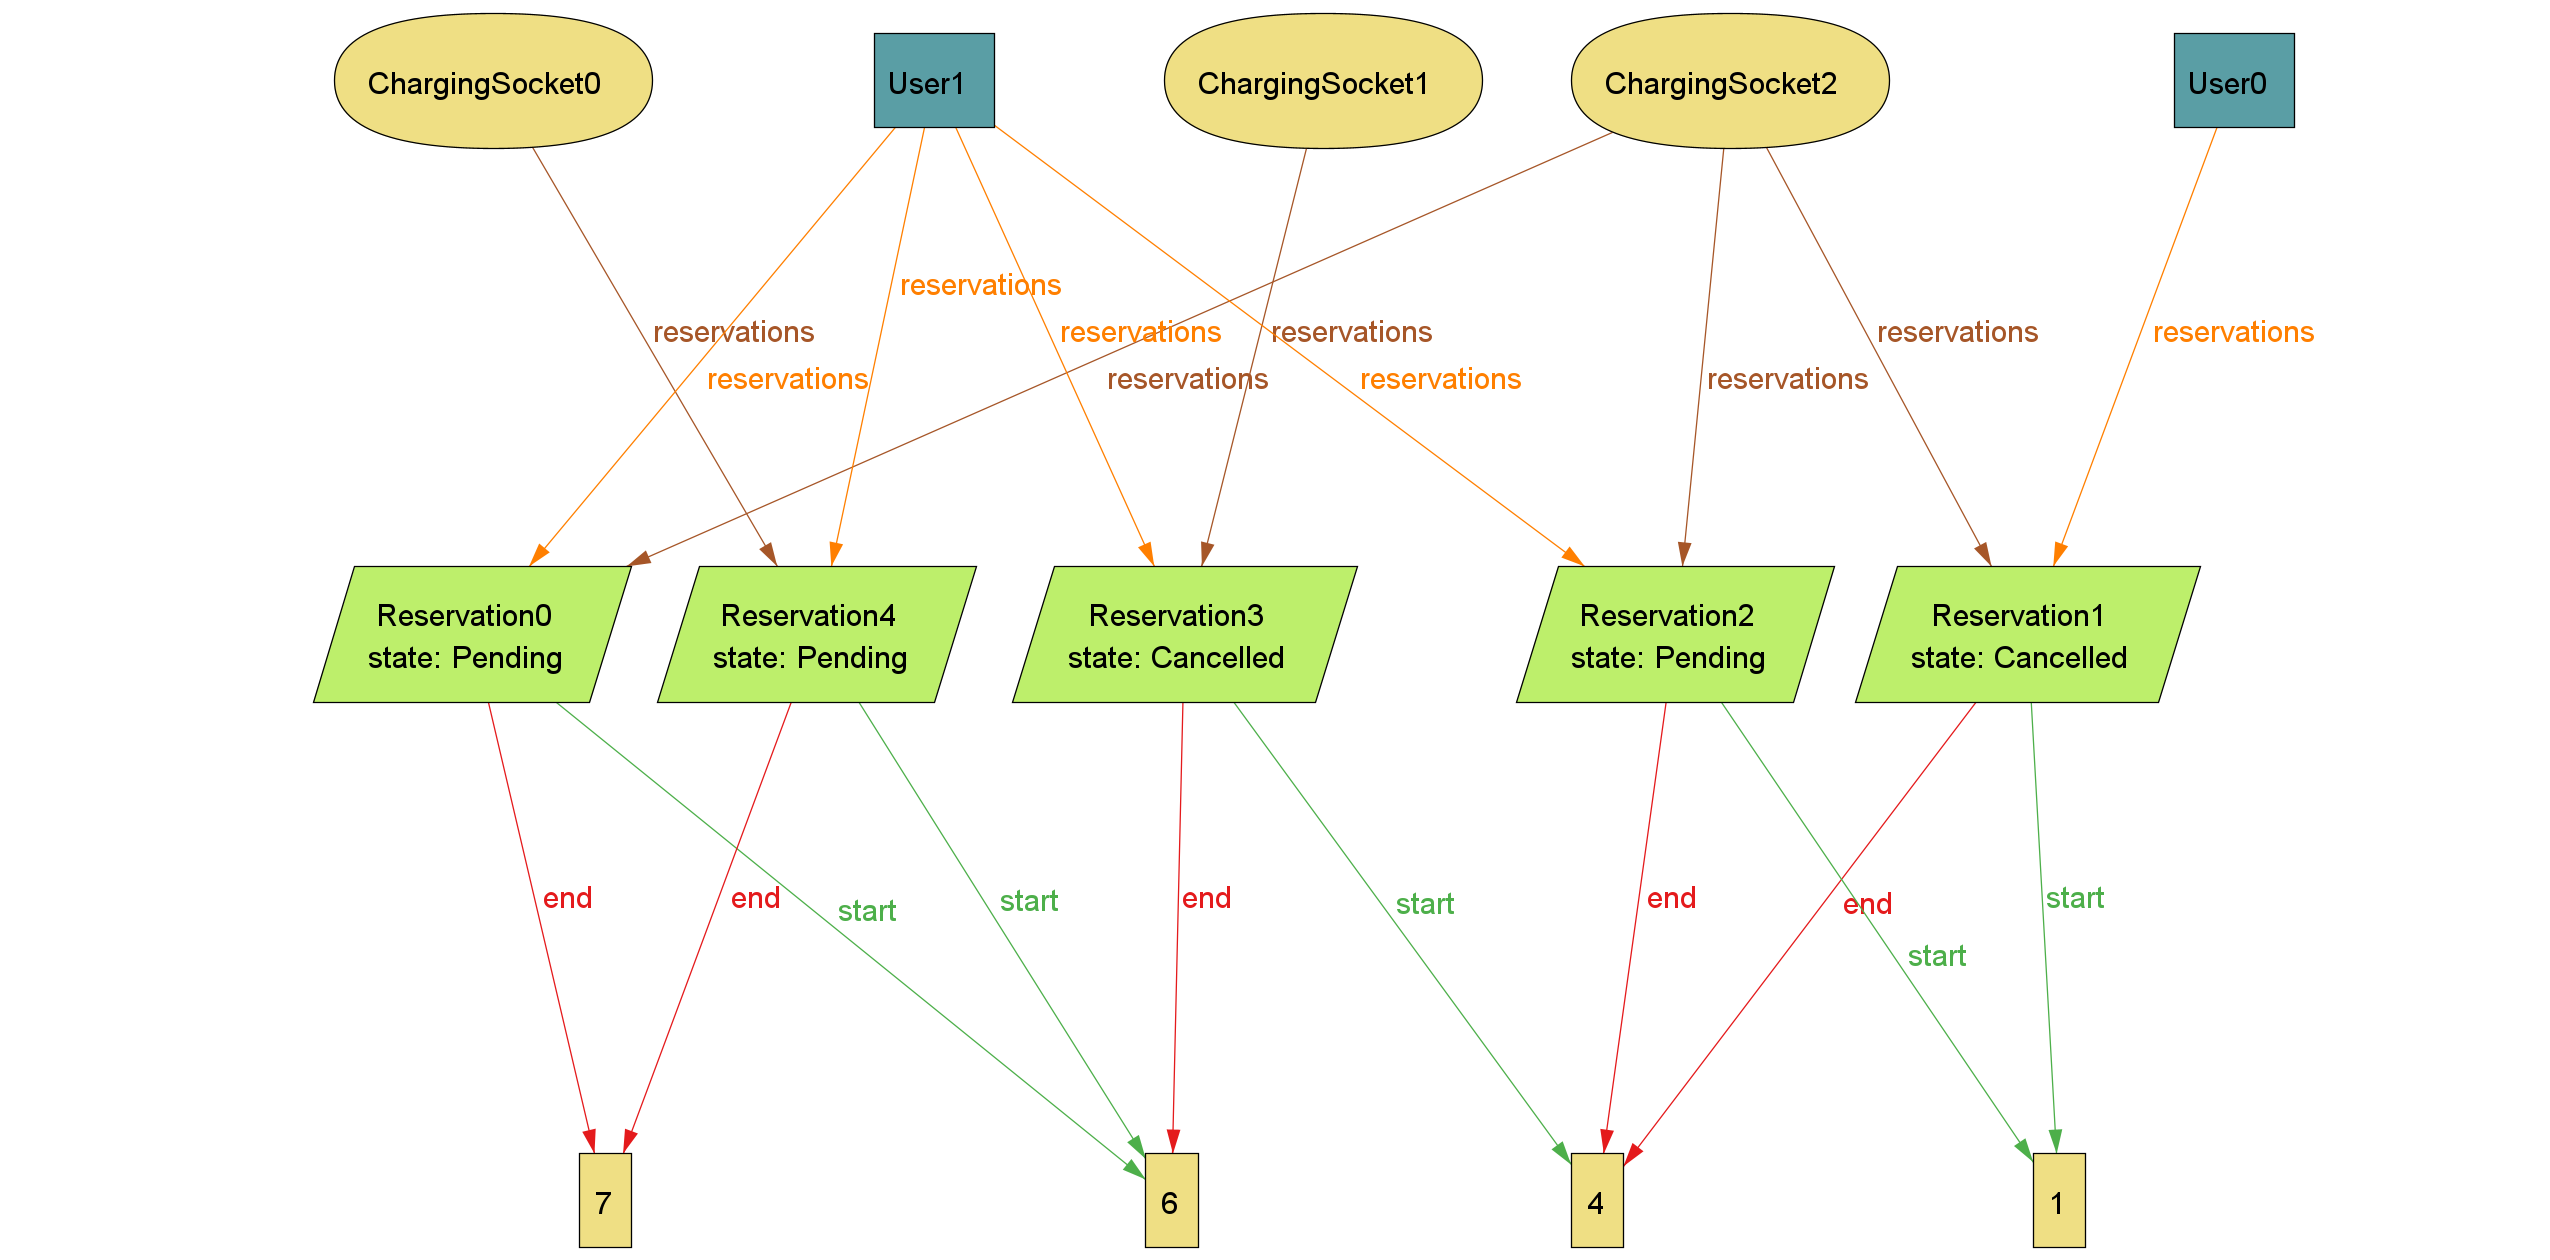 ChargingSocket0
User1
ChargingSocket1
ChargingSocket2
User0
reservations
reservations
reservations
reservations
reservations
reservations
reservations
reservations
reservations
reservations
Reservation0
state: Pending
Reservation4
state: Pending
Reservation3
state: Cancelled
Reservation2
state: Pending
Reservation1
state: Cancelled
end
end
start
start
end
start
end
end
start
start
7
6
4
1